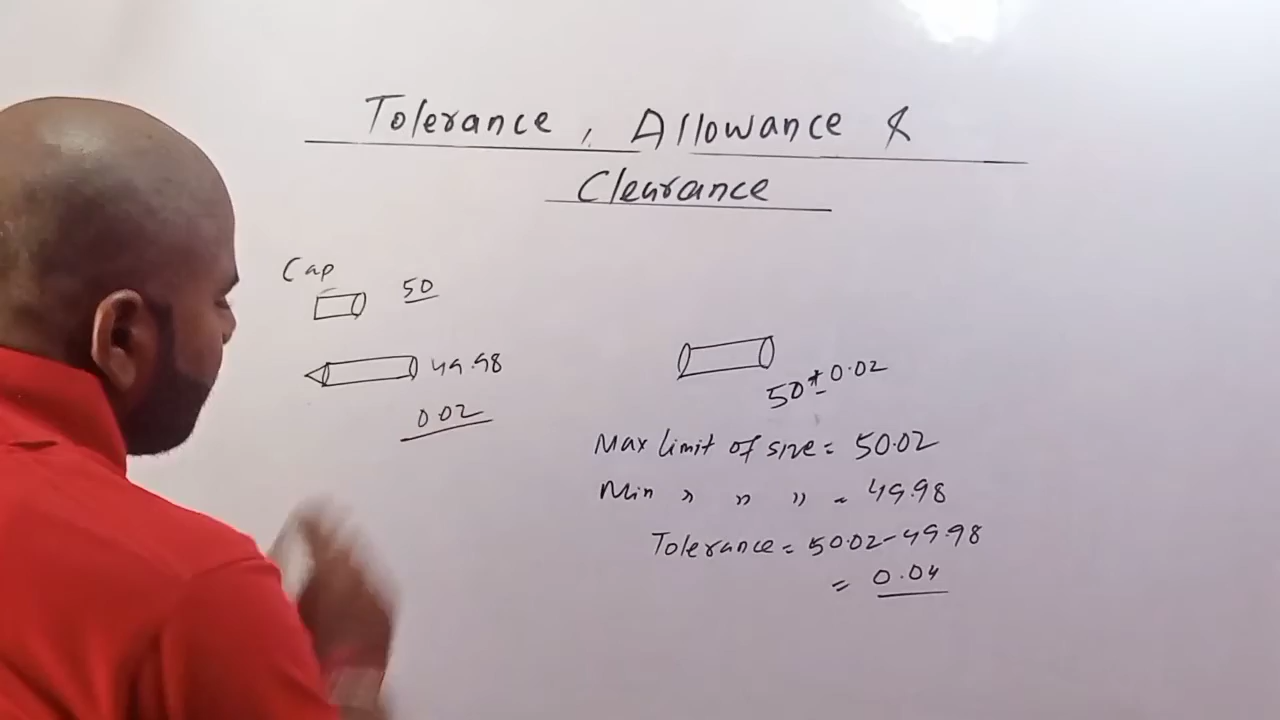 Tolerance, Allowance &
Clearance
Cap
50
49.98
0.02
50±0.02
Max limit of size = 50.02
Min " " " = 49.98
Tolerance = 50.02-49.98
= 0.04